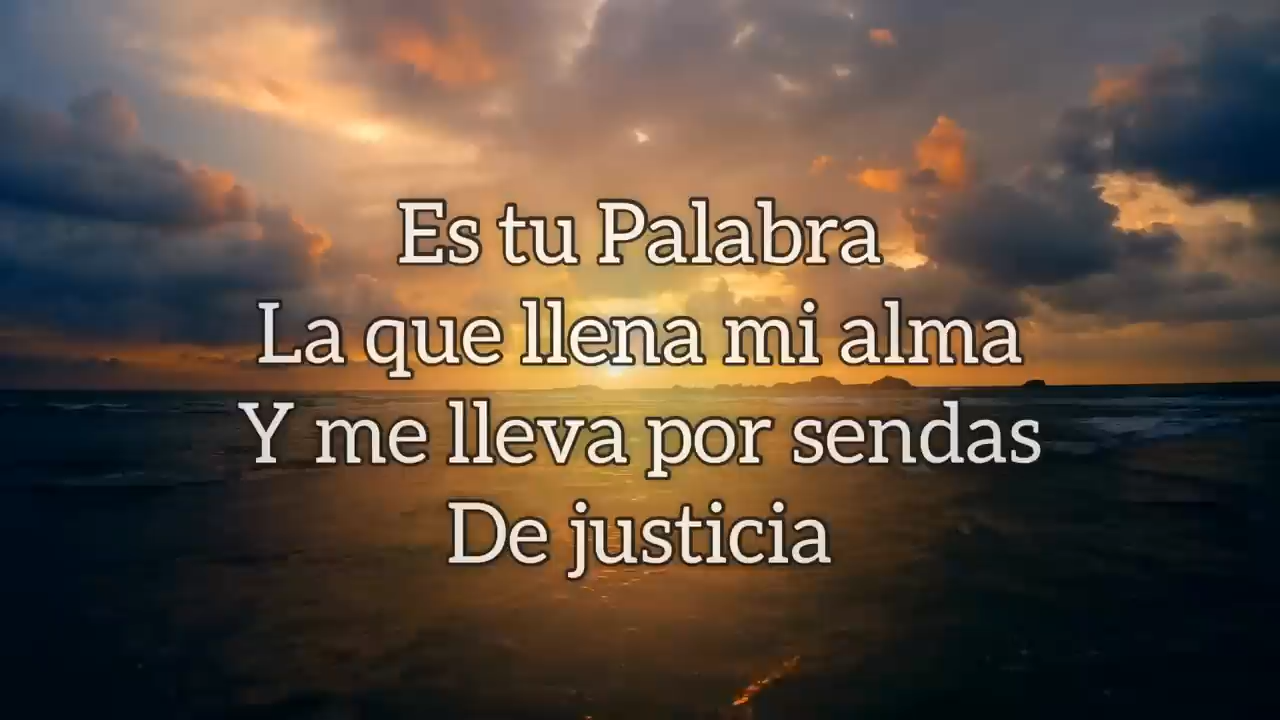 Es tu Palabra
La que llena mi alma
Y me lleva por sendas
De justicia